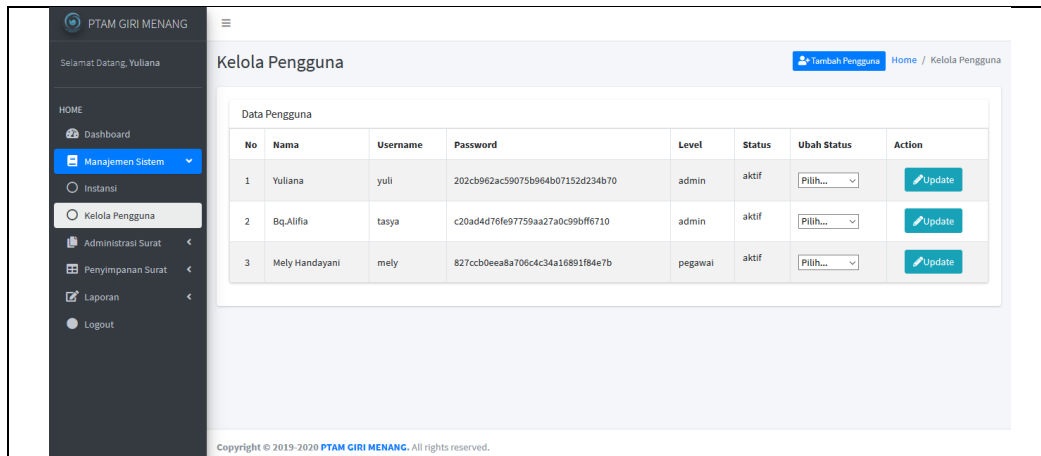 PTAM GIRI MENANG
Selamat Datang, Yuliana
HOME
Dashboard
Manajemen Sistem
Instansi
Kelola Pengguna
Administrasi Surat
Penyimpanan Surat
Laporan
Logout
Kelola Pengguna
Tambah Pengguna Home / Kelola Pengguna
Data Pengguna
No Nama Username Password Level Status Ubah Status Action
1 Yuliana yuli 202cb962ac59075b964b07152d234b70 admin aktif Pilih... Update
2 Bq.Alifia tasya c20ad4d76fe97759aa27a0c99bff6710 admin aktif Pilih... Update
3 Mely Handayani mely 827ccb0eea8a706c4c34a16891f84e7b pegawai aktif Pilih... Update
Copyright © 2019-2020 PTAM GIRI MENANG. All rights reserved.